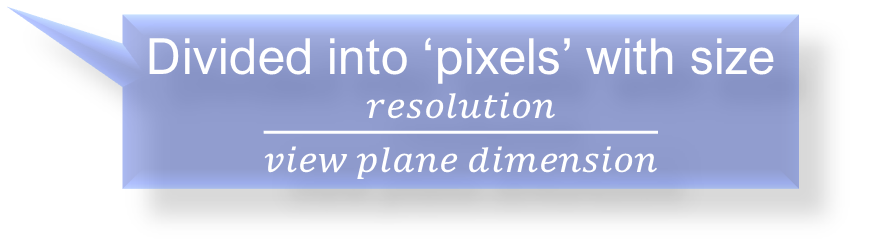 Divided into ‘pixels’ with size
resolution
view plane dimension